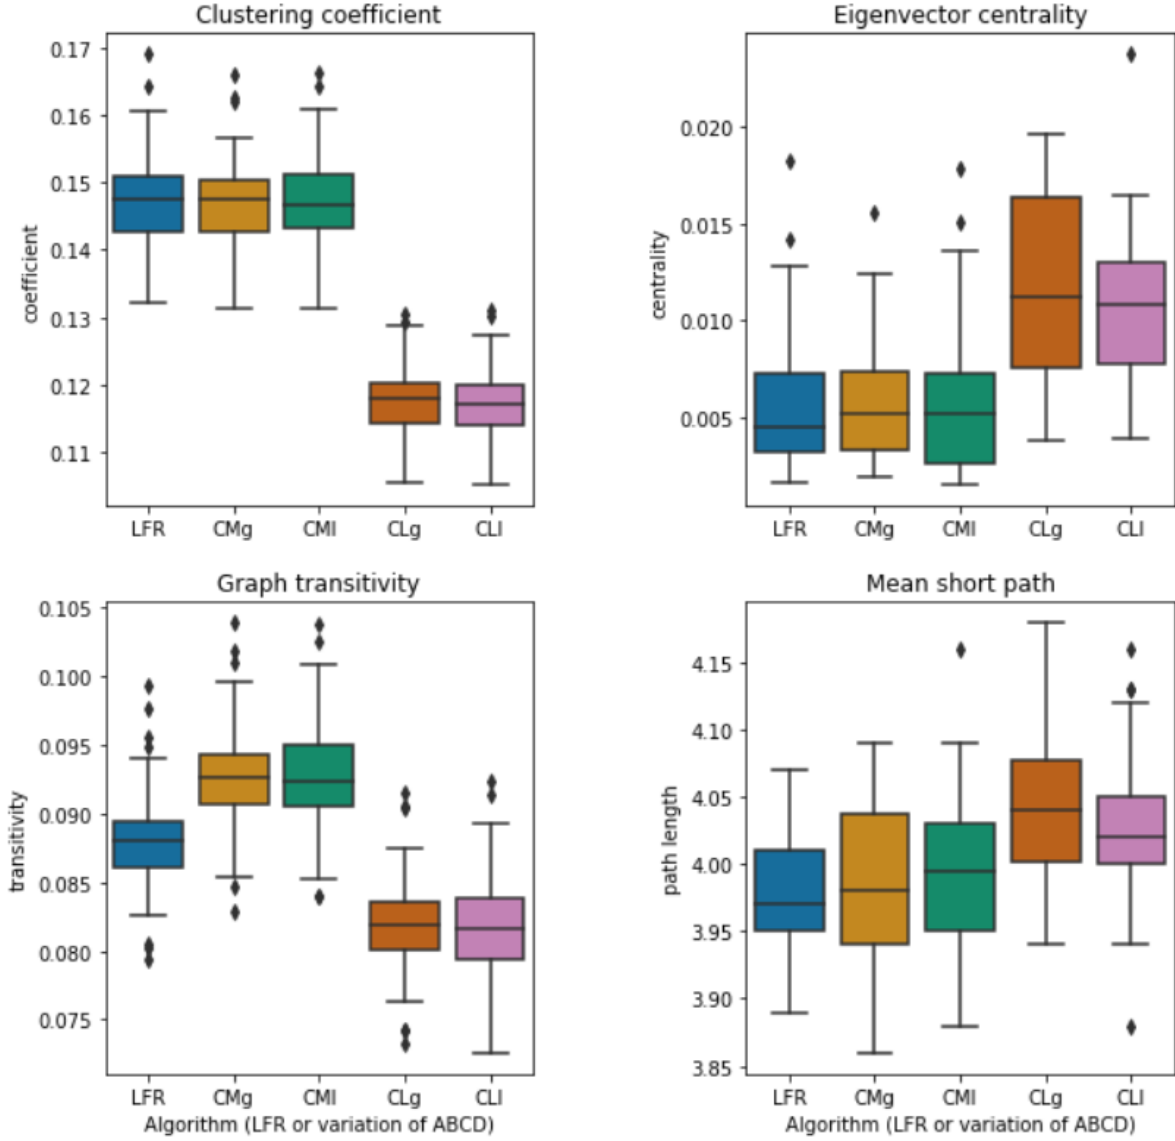 Clustering coefficient
0.17
0.16
0.15
0.14
0.13
0.12
0.11
coefficient
LFR CMg CMl CLg CLl
Eigenvector centrality
0.020
0.015
0.010
0.005
centrality
LFR CMg CMl CLg CLl
Graph transitivity
0.105
0.100
0.095
0.090
0.085
0.080
0.075
transitivity
LFR CMg CMl CLg CLl
Algorithm (LFR or variation of ABCD)
Mean short path
4.15
4.10
4.05
4.00
3.95
3.90
3.85
path length
LFR CMg CMl CLg CLl
Algorithm (LFR or variation of ABCD)